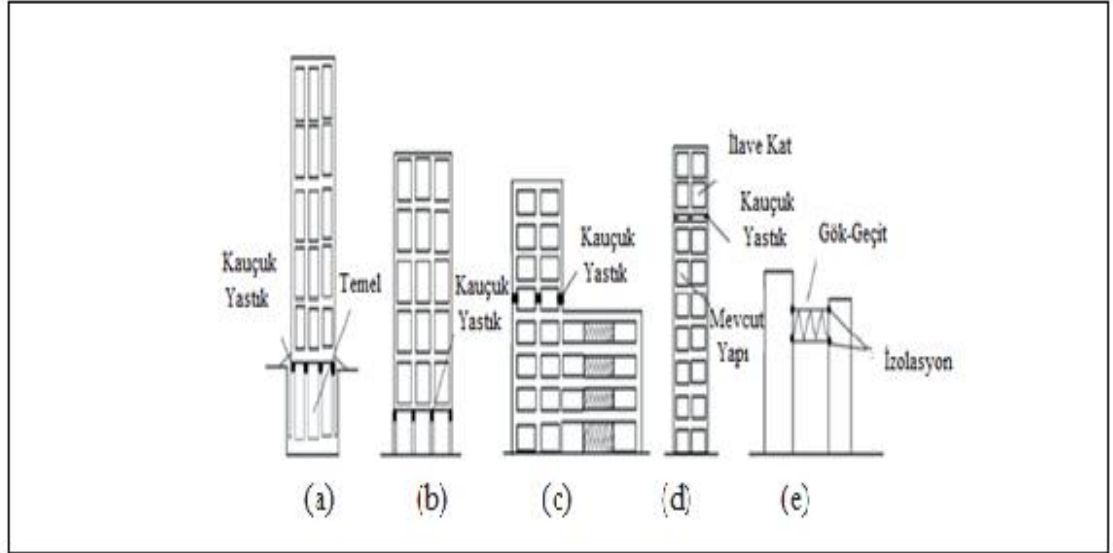 Kauçuk
Yastık
Temel
(a)
Kauçuk
Yastık
(b)
Kauçuk
Yastık
(c)
İlave Kat
Kauçuk
Yastık
Mevcut
Yapı
(d)
Gök-Geçit
İzolasyon
(e)